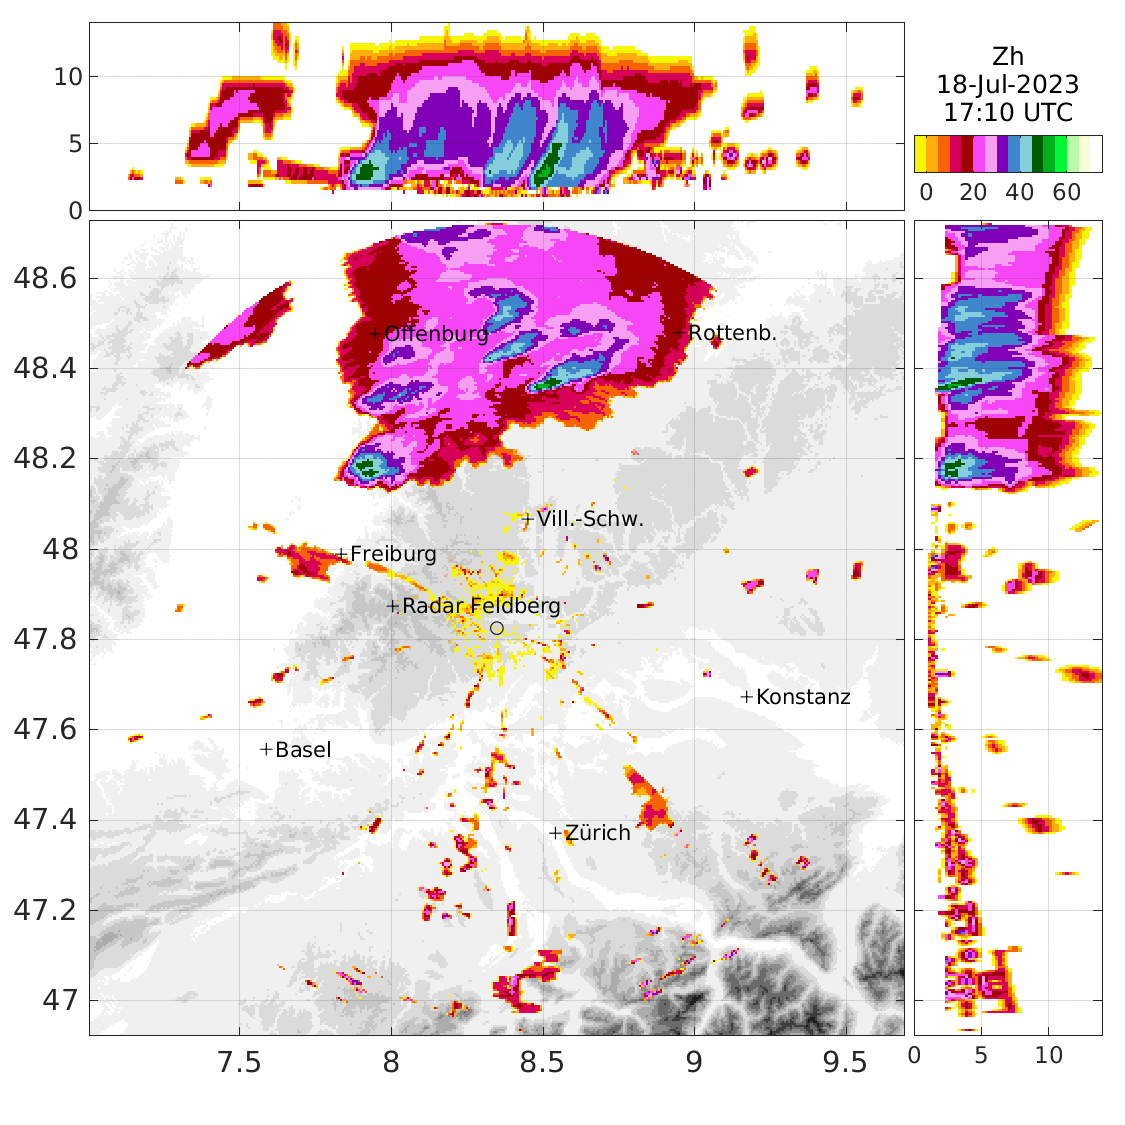 10
5
0
Zh
18-Jul-2023
17:10 UTC
0 20 40 60
48.6
48.4
48.2
48
47.8
47.6
47.4
47.2
47
Offenburg
Rottenb.
Vill.-Schw.
Freiburg
Radar Feldberg
Konstanz
Basel
Zürich
7.5 8 8.5 9 9.5
0 5 10